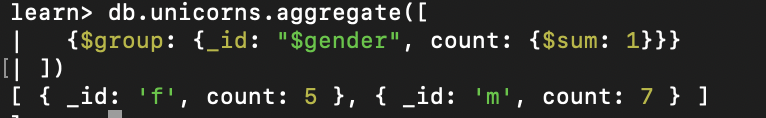 learn> db.unicorns.aggregate([
|   {$group: {_id: "$gender", count: {$sum: 1}}}
[| ])
[ { _id: 'f', count: 5 }, { _id: 'm', count: 7 } ]